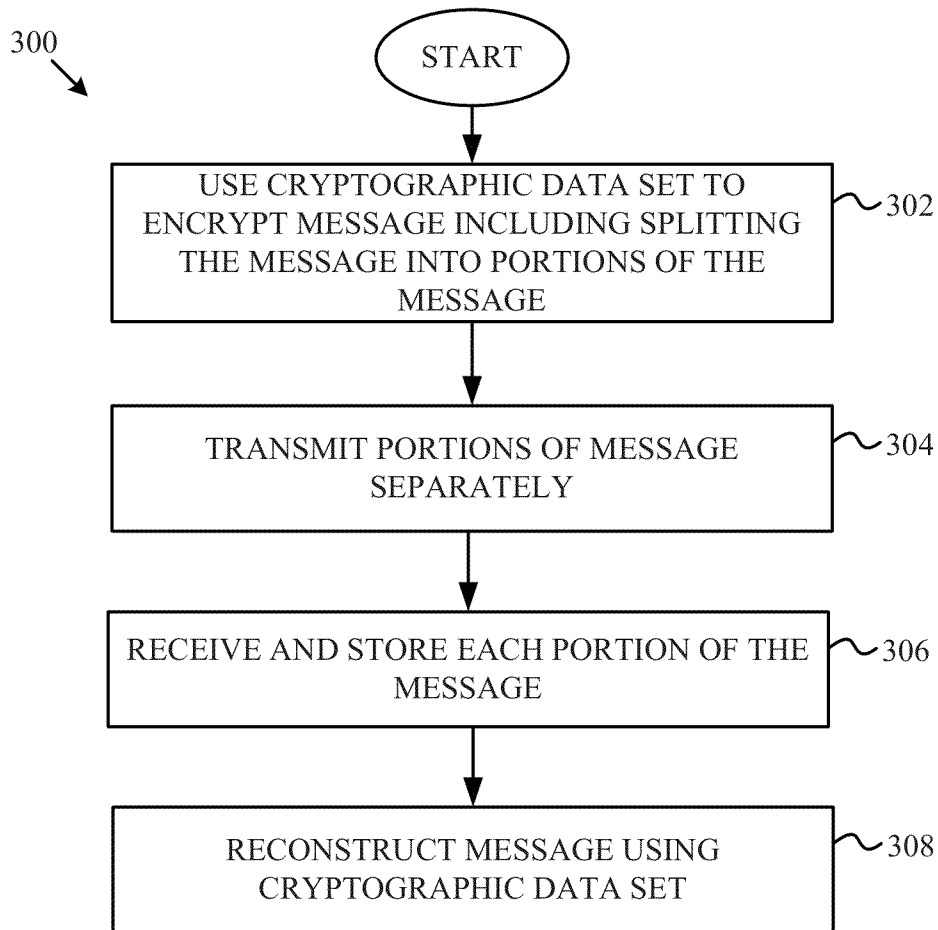 300
START
USE CRYPTOGRAPHIC DATA SET TO
ENCRYPT MESSAGE INCLUDING SPLITTING
THE MESSAGE INTO PORTIONS OF THE
MESSAGE
302
TRANSMIT PORTIONS OF MESSAGE
SEPARATELY
304
RECEIVE AND STORE EACH PORTION OF THE
MESSAGE
306
RECONSTRUCT MESSAGE USING
CRYPTOGRAPHIC DATA SET
308